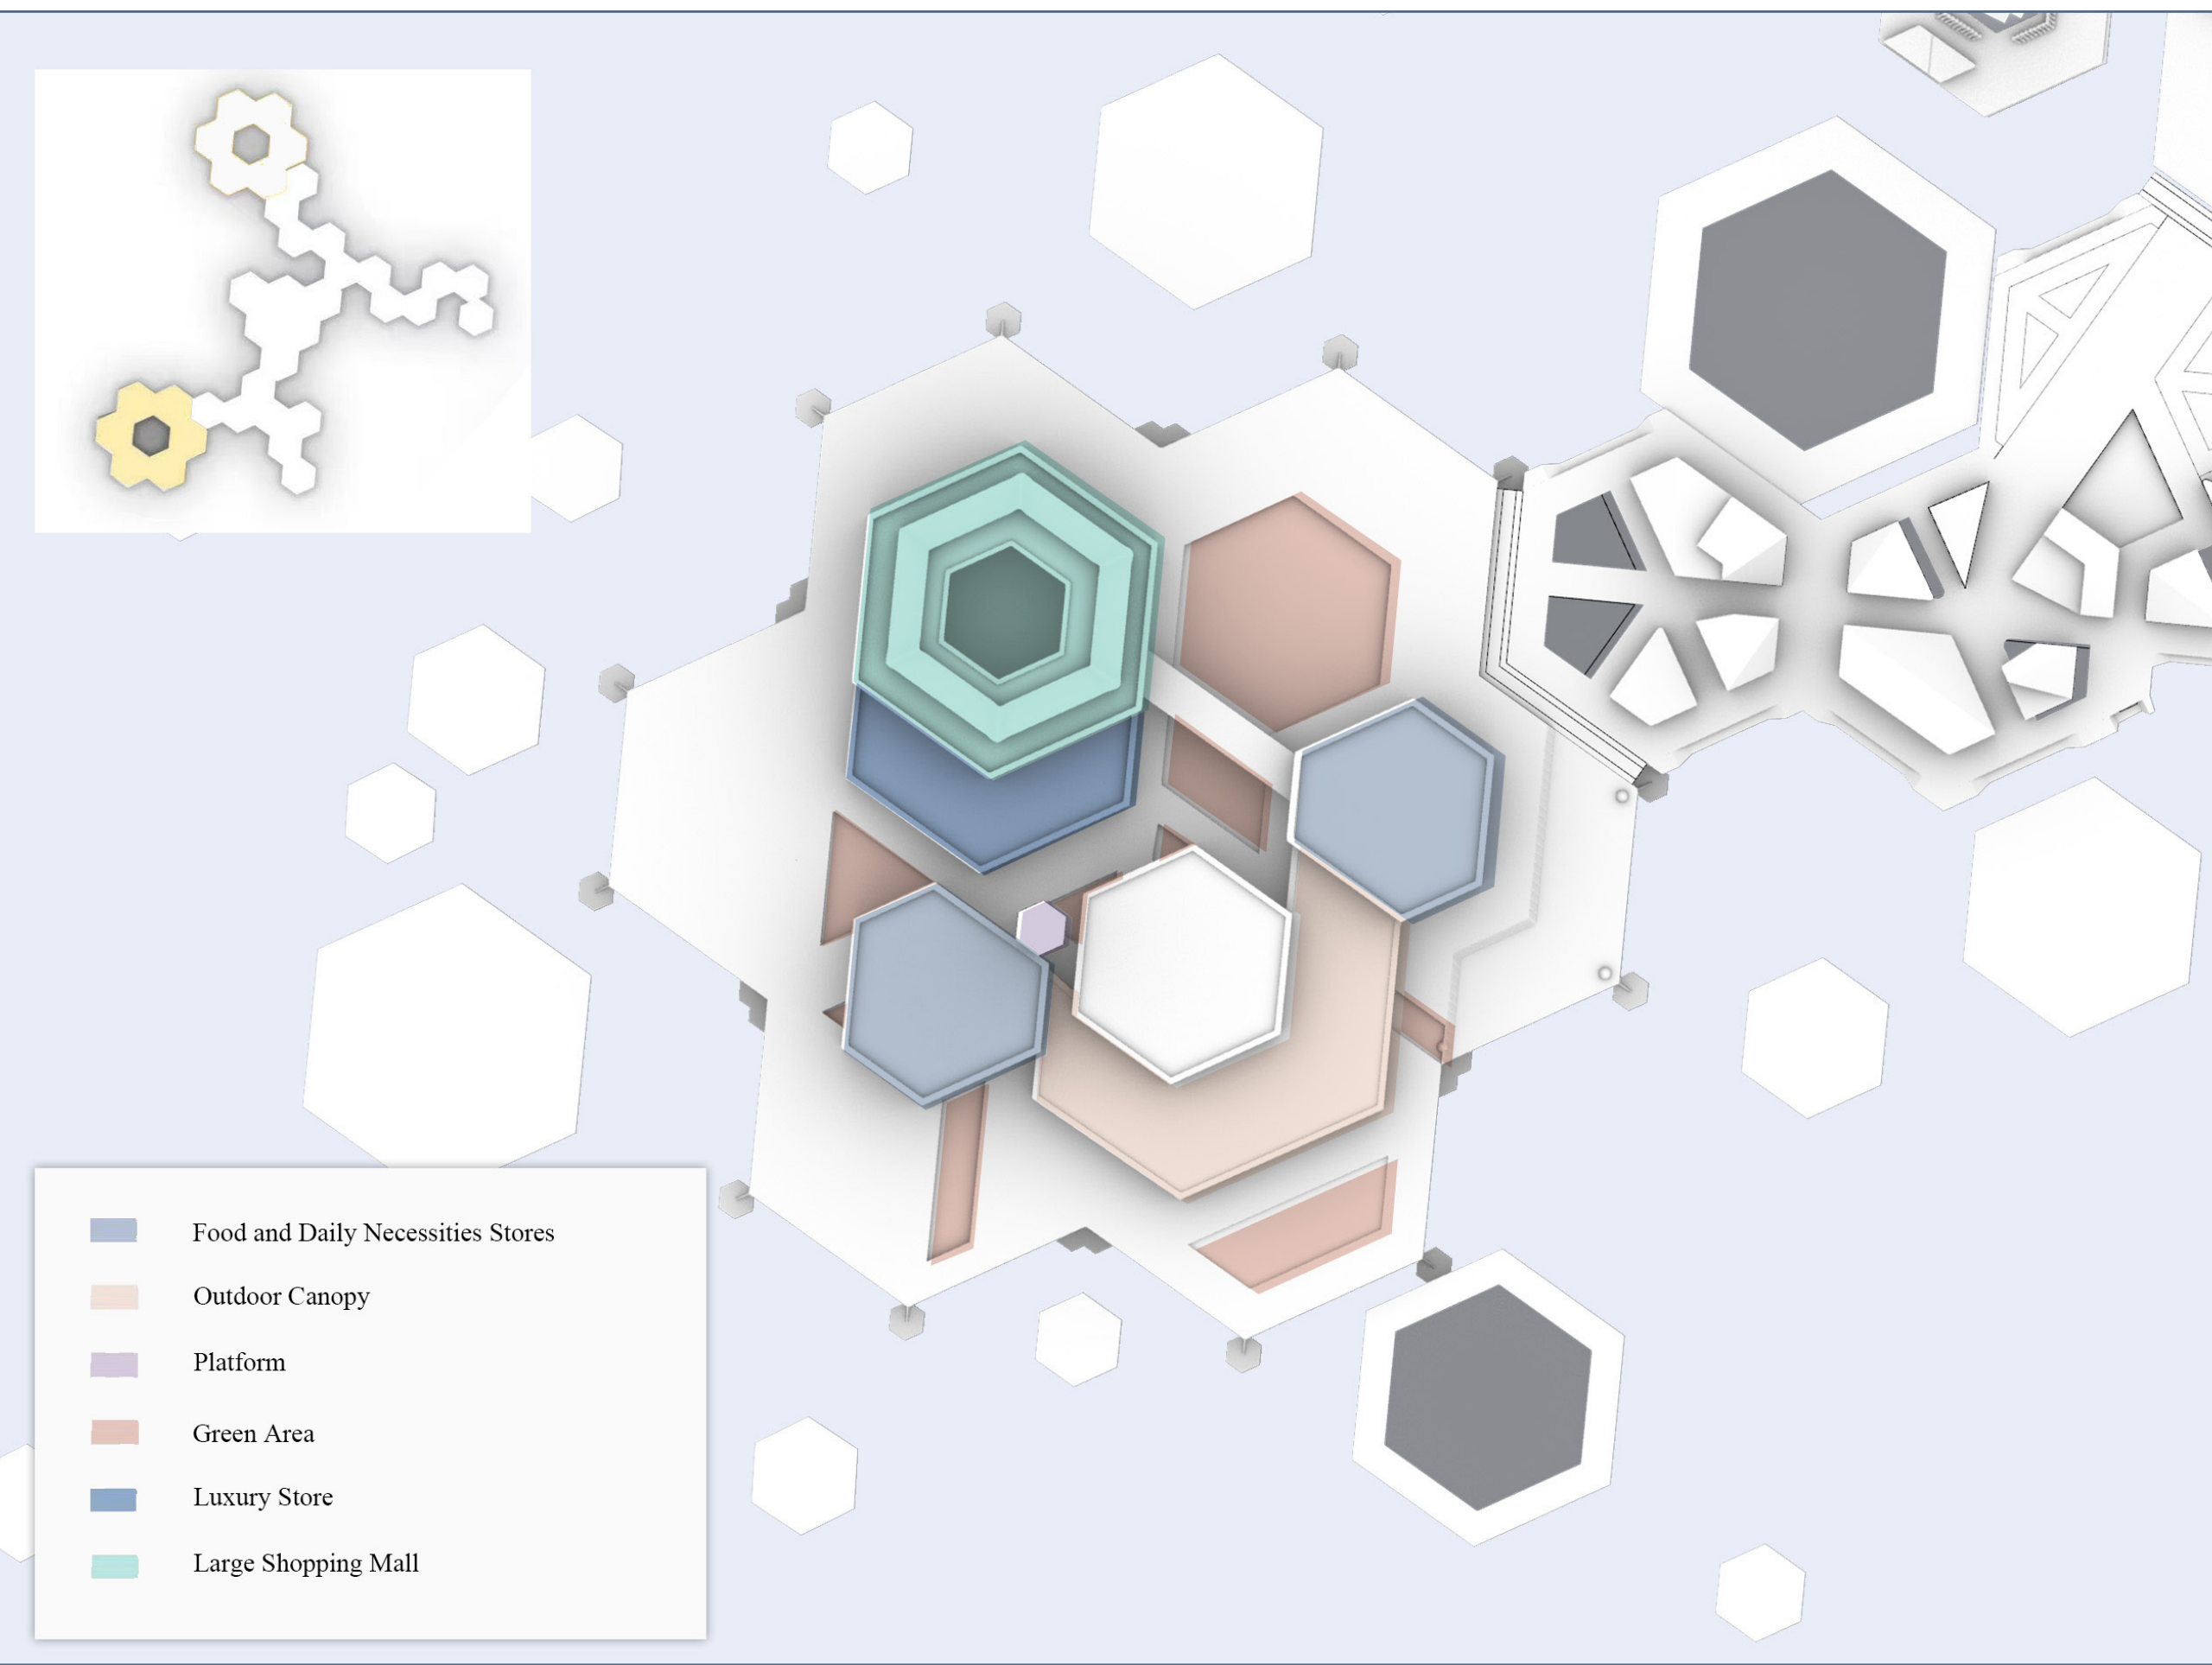 Food and Daily Necessities Stores
Outdoor Canopy
Platform
Green Area
Luxury Store
Large Shopping Mall